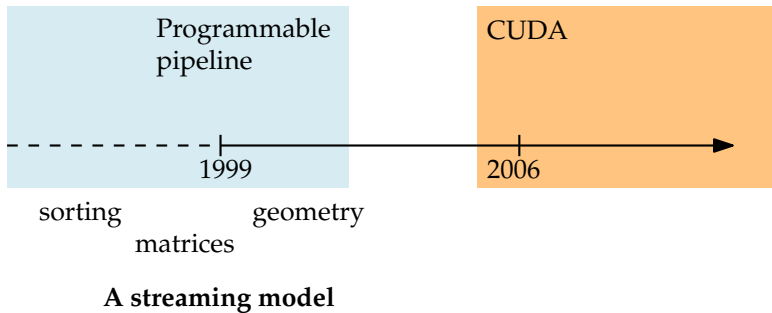 Programmable
pipeline
CUDA
1999
2006
sorting
geometry
matrices
A streaming model